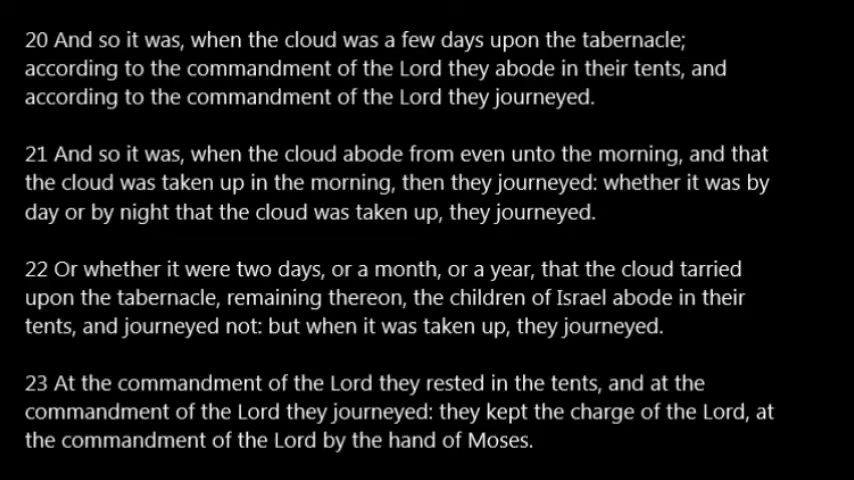 20 And so it was, when the cloud was a few days upon the tabernacle;
according to the commandment of the Lord they abode in their tents, and
according to the commandment of the Lord they journeyed.
21 And so it was, when the cloud abode from even unto the morning, and that
the cloud was taken up in the morning, then they journeyed: whether it was by
day or by night that the cloud was taken up, they journeyed.
22 Or whether it were two days, or a month, or a year, that the cloud tarried
upon the tabernacle, remaining thereon, the children of Israel abode in their
tents, and journeyed not: but when it was taken up, they journeyed.
23 At the commandment of the Lord they rested in the tents, and at the
commandment of the Lord they journeyed: they kept the charge of the Lord, at
the commandment of the Lord by the hand of Moses.